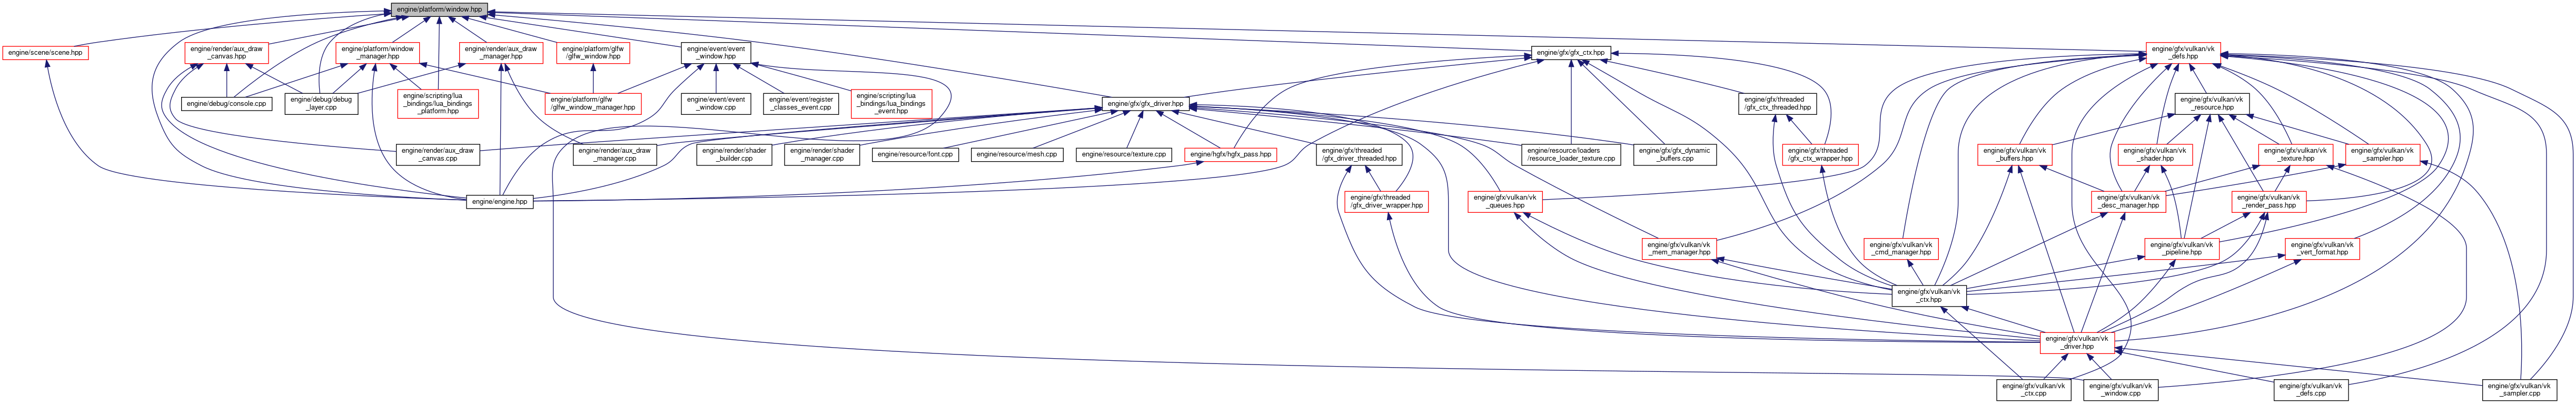 engine/platform/window.hpp
engine/scene/scene.hpp
engine/render/aux_draw
_canvas.hpp
engine/platform/window
_manager.hpp
engine/render/aux_draw
_manager.hpp
engine/platform/glfw
/glfw_window.hpp
engine/event/event
_window.hpp
engine/gfx/gfx_ctx.hpp
engine/gfx/vulkan/vk
_defs.hpp
engine/debug/console.cpp
engine/debug/debug
_layer.cpp
engine/scripting/lua
_bindings/lua_bindings
_platform.hpp
engine/platform/glfw
/glfw_window_manager.hpp
engine/event/event
_window.cpp
engine/event/register
_classes_event.cpp
engine/scripting/lua
_bindings/lua_bindings
_event.hpp
engine/gfx/gfx_driver.hpp
engine/gfx/threaded
/gfx_ctx_threaded.hpp
engine/gfx/vulkan/vk
_resource.hpp
engine/render/aux_draw
_canvas.cpp
engine/render/aux_draw
_manager.cpp
engine/render/shader
_builder.cpp
engine/render/shader
_manager.cpp
engine/resource/font.cpp
engine/resource/mesh.cpp
engine/resource/texture.cpp
engine/hgfx/hgfx_pass.hpp
engine/gfx/threaded
/gfx_driver_threaded.hpp
engine/resource/loaders
/resource_loader_texture.cpp
engine/gfx/gfx_dynamic
_buffers.cpp
engine/gfx/threaded
/gfx_ctx_wrapper.hpp
engine/gfx/vulkan/vk
_buffers.hpp
engine/gfx/vulkan/vk
_shader.hpp
engine/gfx/vulkan/vk
_texture.hpp
engine/gfx/vulkan/vk
_sampler.hpp
engine/engine.hpp
engine/gfx/threaded
/gfx_driver_wrapper.hpp
engine/gfx/vulkan/vk
_queues.hpp
engine/gfx/vulkan/vk
_desc_manager.hpp
engine/gfx/vulkan/vk
_render_pass.hpp
engine/gfx/vulkan/vk
_mem_manager.hpp
engine/gfx/vulkan/vk
_cmd_manager.hpp
engine/gfx/vulkan/vk
_pipeline.hpp
engine/gfx/vulkan/vk
_vert_format.hpp
engine/gfx/vulkan/vk
_ctx.hpp
engine/gfx/vulkan/vk
_driver.hpp
engine/gfx/vulkan/vk
_ctx.cpp
engine/gfx/vulkan/vk
_window.cpp
engine/gfx/vulkan/vk
_defs.cpp
engine/gfx/vulkan/vk
_sampler.cpp